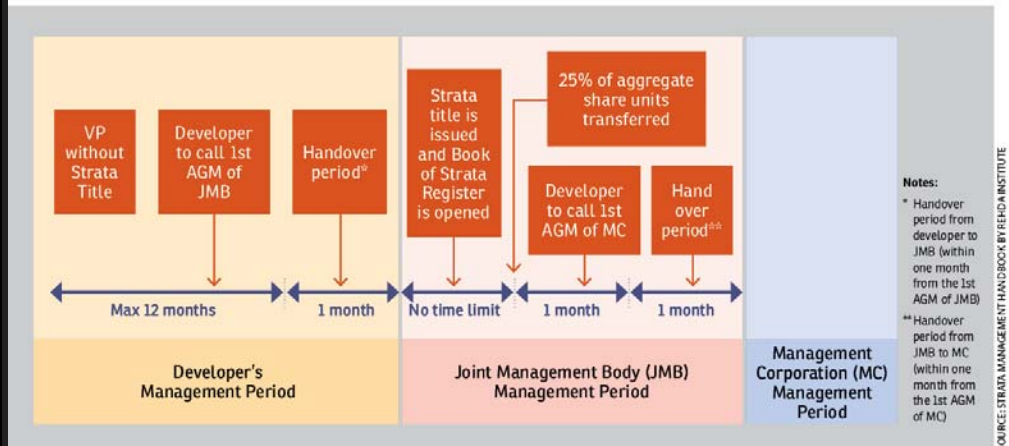 VP
without
Strata
Title
Developer
to call 1st
AGM of
JMB
Handover
period*
Strata
title is
issued
and Book
of Strata
Register
is opened
25% of aggregate
share units
transferred
Developer
to call 1st
AGM of MC
Hand
over
period**
Max 12 months
1 month
No time limit
1 month
1 month
Developer's
Management Period
Joint Management Body (JMB)
Management Period
Management
Corporation (MC)
Management
Period
Notes:
* Handover
period from
developer to
JMB (within
one month
from the 1st
AGM of JMB)
** Handover
period from
JMB to MC
(within one
month from
the 1st AGM
of MC)
OURCE: STRATA MANAGEMENT HANDBOOK BY REHDA INSTITUTE